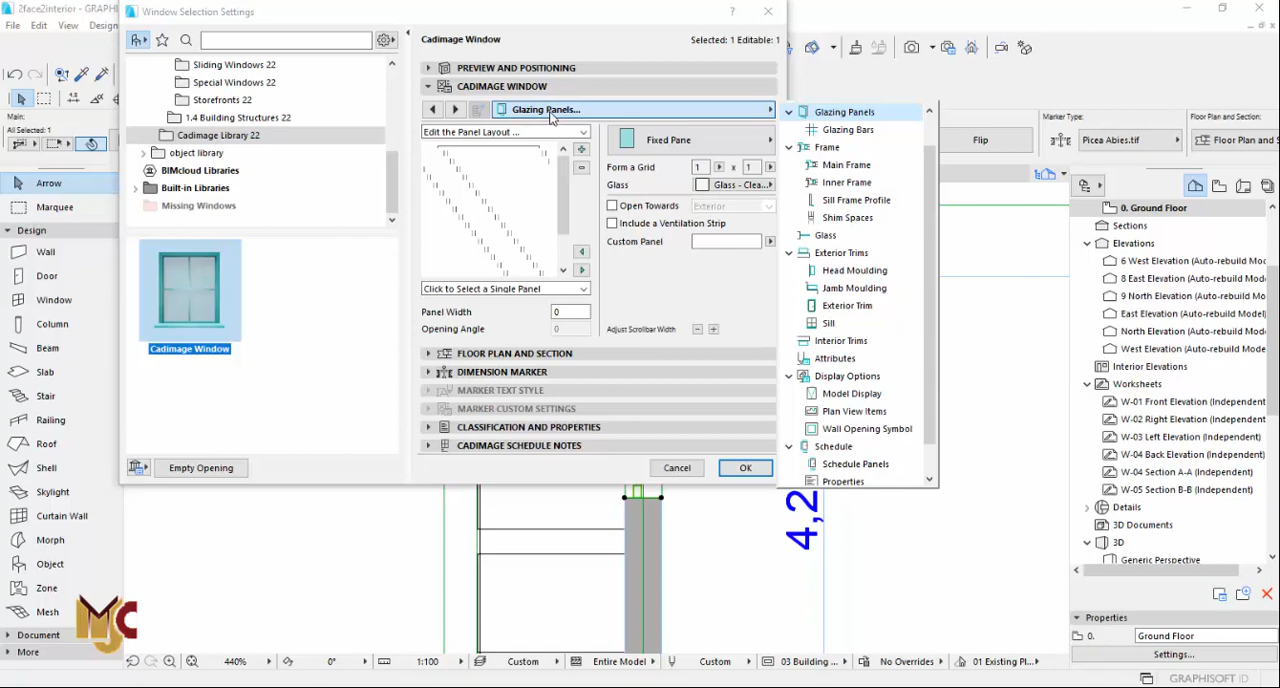 2face2interior
Window Selection Settings
?
File Edit View Design
Main:
All Selected: 1
Arrow
Marquee
Design
Wall
Door
Window
Column
Beam
Slab
Stair
Railing
Roof
Shell
Skylight
Curtain Wall
Morph
Object
Zone
Mesh
Document
More
Sliding Windows 22
Special Windows 22
Storefronts 22
1.4 Building Structures 22
Cadimage Library 22
object library
BIMcloud Libraries
Built-in Libraries
Missing Windows
Cadimage Window
Empty Opening
Cadimage Window
Selected: 1 Editable: 1
PREVIEW AND POSITIONING
CADIMAGE WINDOW
Glazing Panels...
Edit the Panel Layout ...
Fixed Pane
Form a Grid 1 x 1
Glass Glass - Clea...
Open Towards Exterior
Include a Ventilation Strip
Custom Panel
Click to Select a Single Panel
Panel Width 0
Opening Angle 0
Adjust Scrollbar Width
FLOOR PLAN AND SECTION
DIMENSION MARKER
MARKER TEXT STYLE
MARKER CUSTOM SETTINGS
CLASSIFICATION AND PROPERTIES
CADIMAGE SCHEDULE NOTES
Cancel
OK
Glazing Panels
Glazing Bars
Frame
Main Frame
Inner Frame
Sill Frame Profile
Shim Spaces
Glass
Exterior Trims
Head Moulding
Jamb Moulding
Exterior Trim
Sill
Interior Trims
Attributes
Display Options
Model Display
Plan View Items
Wall Opening Symbol
Schedule
Schedule Panels
Properties
Flip
Marker Type:
Picea Abies.tif
Floor Plan and Section:
Floor Plan and S
0. Ground Floor
Sections
Elevations
6 West Elevation (Auto-rebuild Mo
8 East Elevation (Auto-rebuild Mod
9 North Elevation (Auto-rebuild M
East Elevation (Auto-rebuild Model
North Elevation (Auto-rebuild Mod
West Elevation (Auto-rebuild Mode
Interior Elevations
Worksheets
W-01 Front Elevation (Independent
W-02 Right Elevation (Independent
W-03 Left Elevation (Independent)
W-04 Back Elevation (Independent
W-04 Section A-A (Independent)
W-05 Section B-B (Independent)
Details
3D Documents
3D
Generic Perspective
Properties
0. Ground Floor
Settings...
GRAPHISOFT ID
4,2
MJC
440%
0°
1:100
Custom
Entire Model
Custom
03 Building ...
No Overrides
01 Existing Pl...